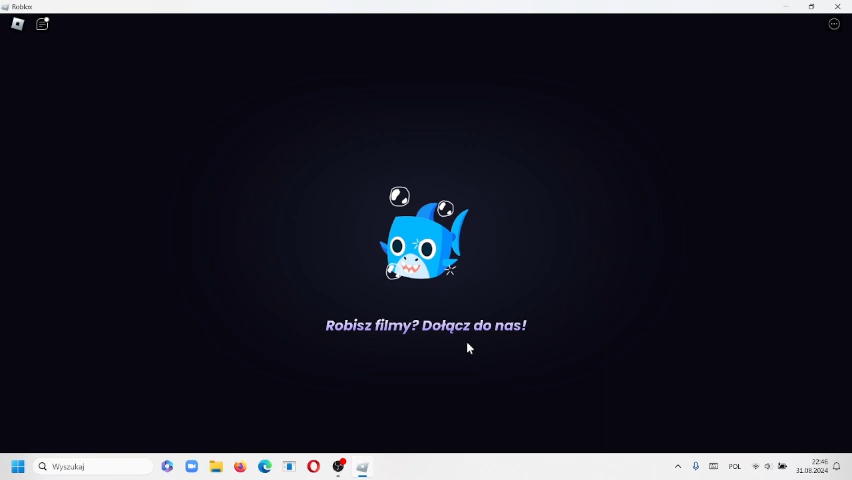 Roblox
Robisz filmy? Dołącz do nas!
Wyszukaj
POL
22:46
31.08.2024